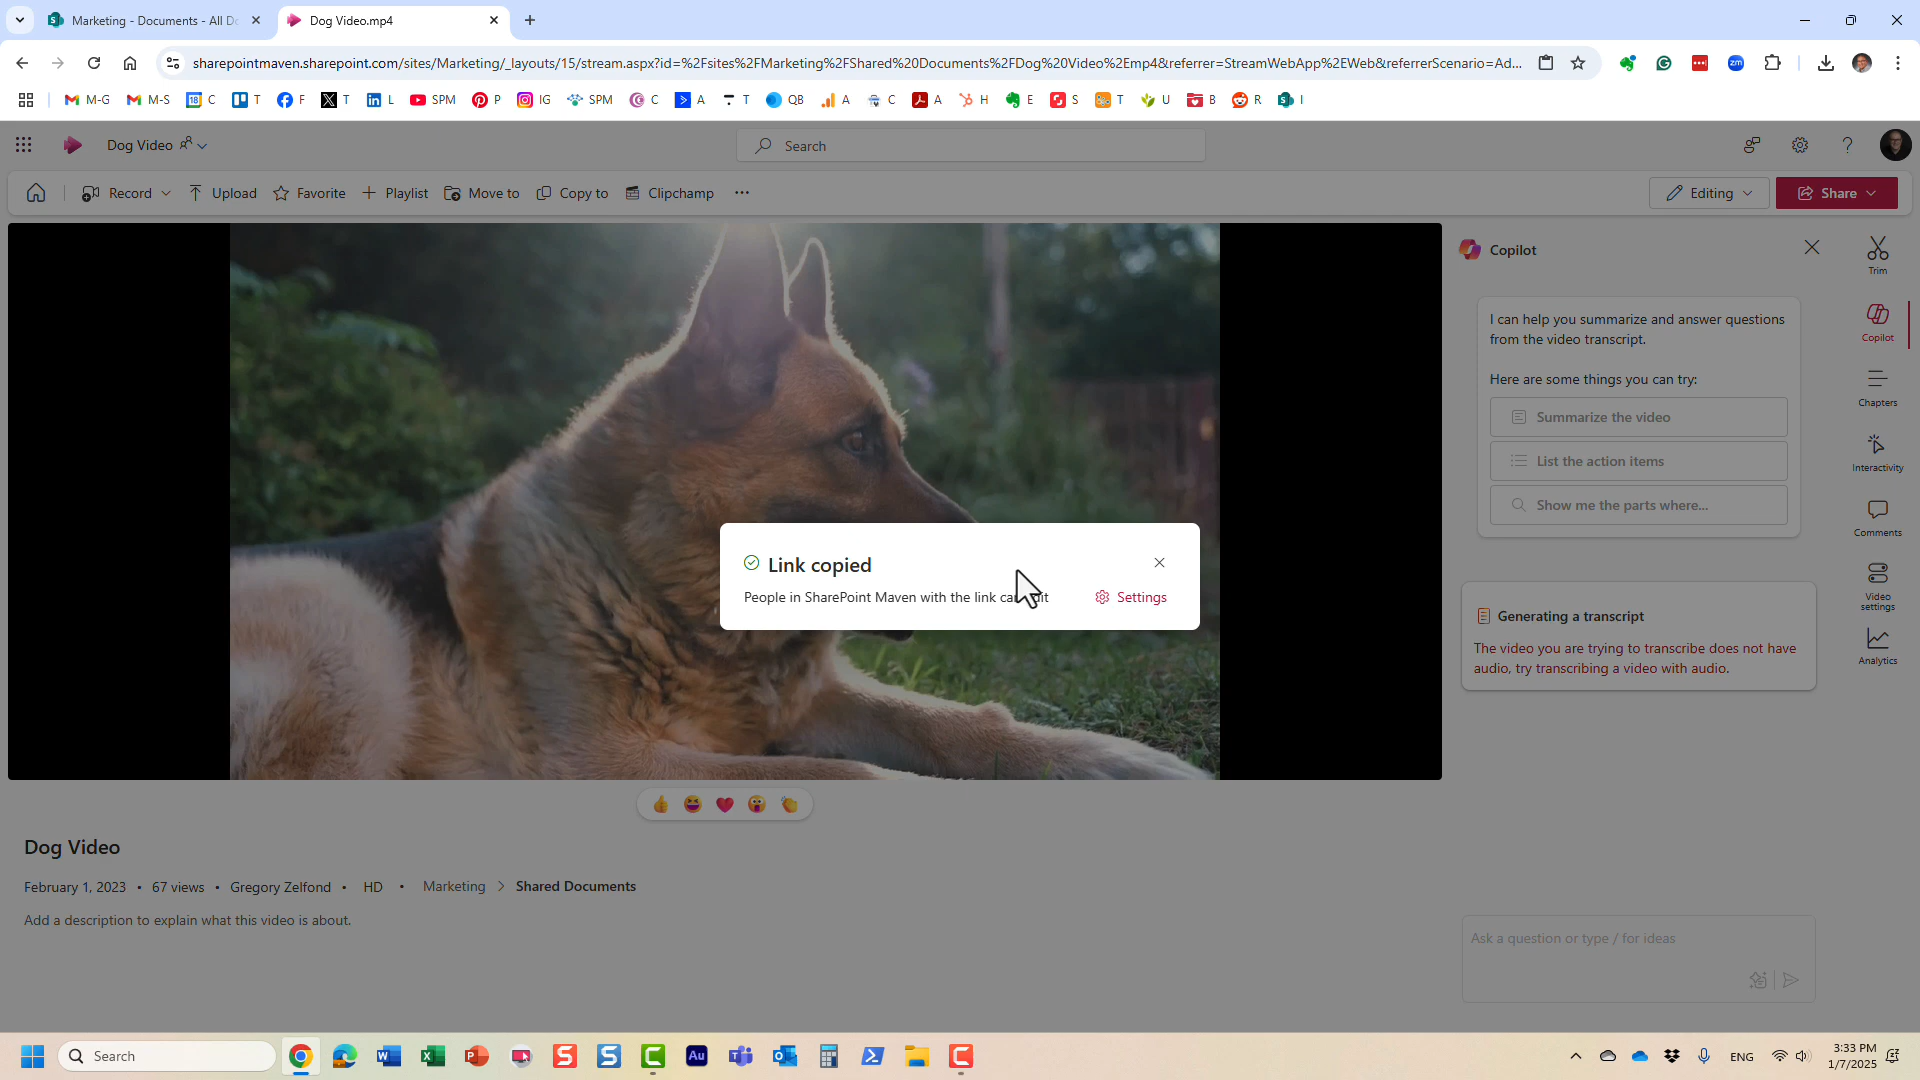 Marketing - Documents - All Do
Dog Video.mp4
sharepointmaven.sharepoint.com/sites/Marketing/_layouts/15/stream.aspx?id=%2Fsites%2FMarketing%2FShared%20Documents%2FDog%20Video%2Emp4&referrer=StreamWebApp%2EWeb&referrerScenario=Ad...
M-G
M-S
18
C
T
F
T
L
SPM
P
IG
SPM
C
A
T
QB
A
C
A
H
E
S
T
U
B
R
I
Dog Video
Search
Record
Upload
Favorite
Playlist
Move to
Copy to
Clipchamp
Editing
Share
Copilot
Trim
I can help you summarize and answer questions
from the video transcript.
Here are some things you can try:
Summarize the video
List the action items
Show me the parts where...
Copilot
Chapters
Interactivity
Comments
Video
settings
Analytics
Link copied
People in SharePoint Maven with the link
Settings
Generating a transcript
The video you are trying to transcribe does not have
audio, try transcribing a video with audio.
Dog Video
February 1, 2023 • 67 views • Gregory Zelfond • HD • Marketing > Shared Documents
Add a description to explain what this video is about.
Ask a question or type / for ideas
Search
Au
ENG
3:33 PM
1/7/2025